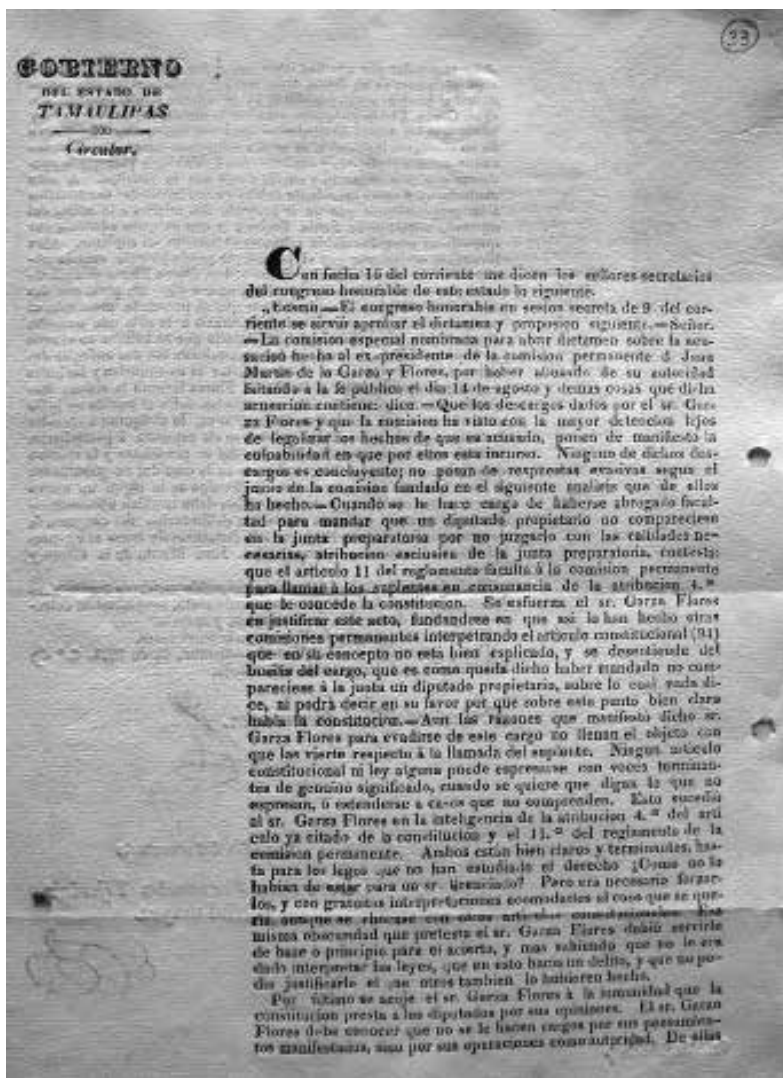 33
GOBIERNO
DEL ESTADO DE
TAMAULIPAS
Circular.
Con fecha 16 del corriente me dicen los señores secretarios
del congreso honorable de este estado lo siguiente.
El congreso honorable en sesion secreta de 9 del cor-
riente se sirvió aprobar el dictamen y proposicion siguiente.—Señor.
—La comision especial nombrada para abrir dictamen sobre la acu-
sacion hecha al ex-presidente de la comision permanente d. Juan
Martin de la Garza y Flores, por haber abusado de su autoridad
faltando a la fé publica el dia 14 de agosto y demas cosas que dicha
acusacion contiene: dice.—Que los descargos dados por el sr. Gar-
za Flores y que la comision ha visto con la mayor detencion lejos
de legalizar los hechos de que es acusado, ponen de manifiesto la
culpabilidad en que por ellos esta incurso. Ninguno de dichos des-
cargos es concluyente; no pasan de respuestas evasivas segun el
juicio de la comision fundado en el siguiente analisis que de ellos
ha hecho.—Cuando se le hace cargo de haberse abrogado facul-
tad para mandar que un diputado propietario no compareciese
en la junta preparatoria por no juzgarlo con las calidades ne-
cesarias, atribucion esclusiva de la junta preparatoria, contesta:
que el articulo 11 del reglamento faculta á la comision permanente
para llamar á los suplentes en consonancia de la atribucion 4.ª
que le concede la constitucion. Se esfuerza el sr. Garza Flores
en justificar este acto, fundandose en que asi lo han hecho otras
comisiones permanentes interpetrando el articulo constitucional (91)
que en su concepto no esta bien esplicado, y se desentiende del
del cargo, que es como queda dicho haber mandado no com-
pareciese á la junta un diputado propietario, sobre lo cual nada di-
ce, ni podrá decir en su favor por que sobre este punto bien clara
habla la constitucion.—Aun las razones que manifiesta dicho sr.
Garza Flores para evadirse de este cargo no llenan el objeto con
que las vierte respecto á la llamada del suplente. Ningun articulo
constitucional ni ley alguna puede espresarse con voces terminan-
tes de genuino significado, cuando se quiere que digan lo que no
espresan, ó estenderse a casos que no comprenden. Esto sucedió
al sr. Garza Flores en la inteligencia de la atribucion 4.ª del arti
culo ya citado de la constitucion y el 11.º del reglamento de la
comision permanente. Ambos están bien claros y terminantes, has-
ta para los legos que no han estudiado el derecho ¿Como no lo
habian de estar para un sr. licenciado? Pero era necesario forzar-
los, y con gratuitas interpretaciones acomodarlos al caso que se que-
ria, aunque se chocase con otros articulos constitucionales. Esa
misma obscuridad que pretesta el sr. Garza Flores debió servirle
de base o principio para el acierto, y mas sabiendo que no le era
dado interpretar las leyes, que en esto hacia un delito, y que no po-
dia justificarle el que otros tambien lo hubieren hecho.
Por último se acoje el sr. Garza Flores á la inmunidad que la
constitucion presta a los diputados por sus opiniones. El sr. Garza
Flores debe conocer que no se le hacen cargos por sus pensamien-
tos manifestados, sino por sus operaciones como autoridad. De ellas